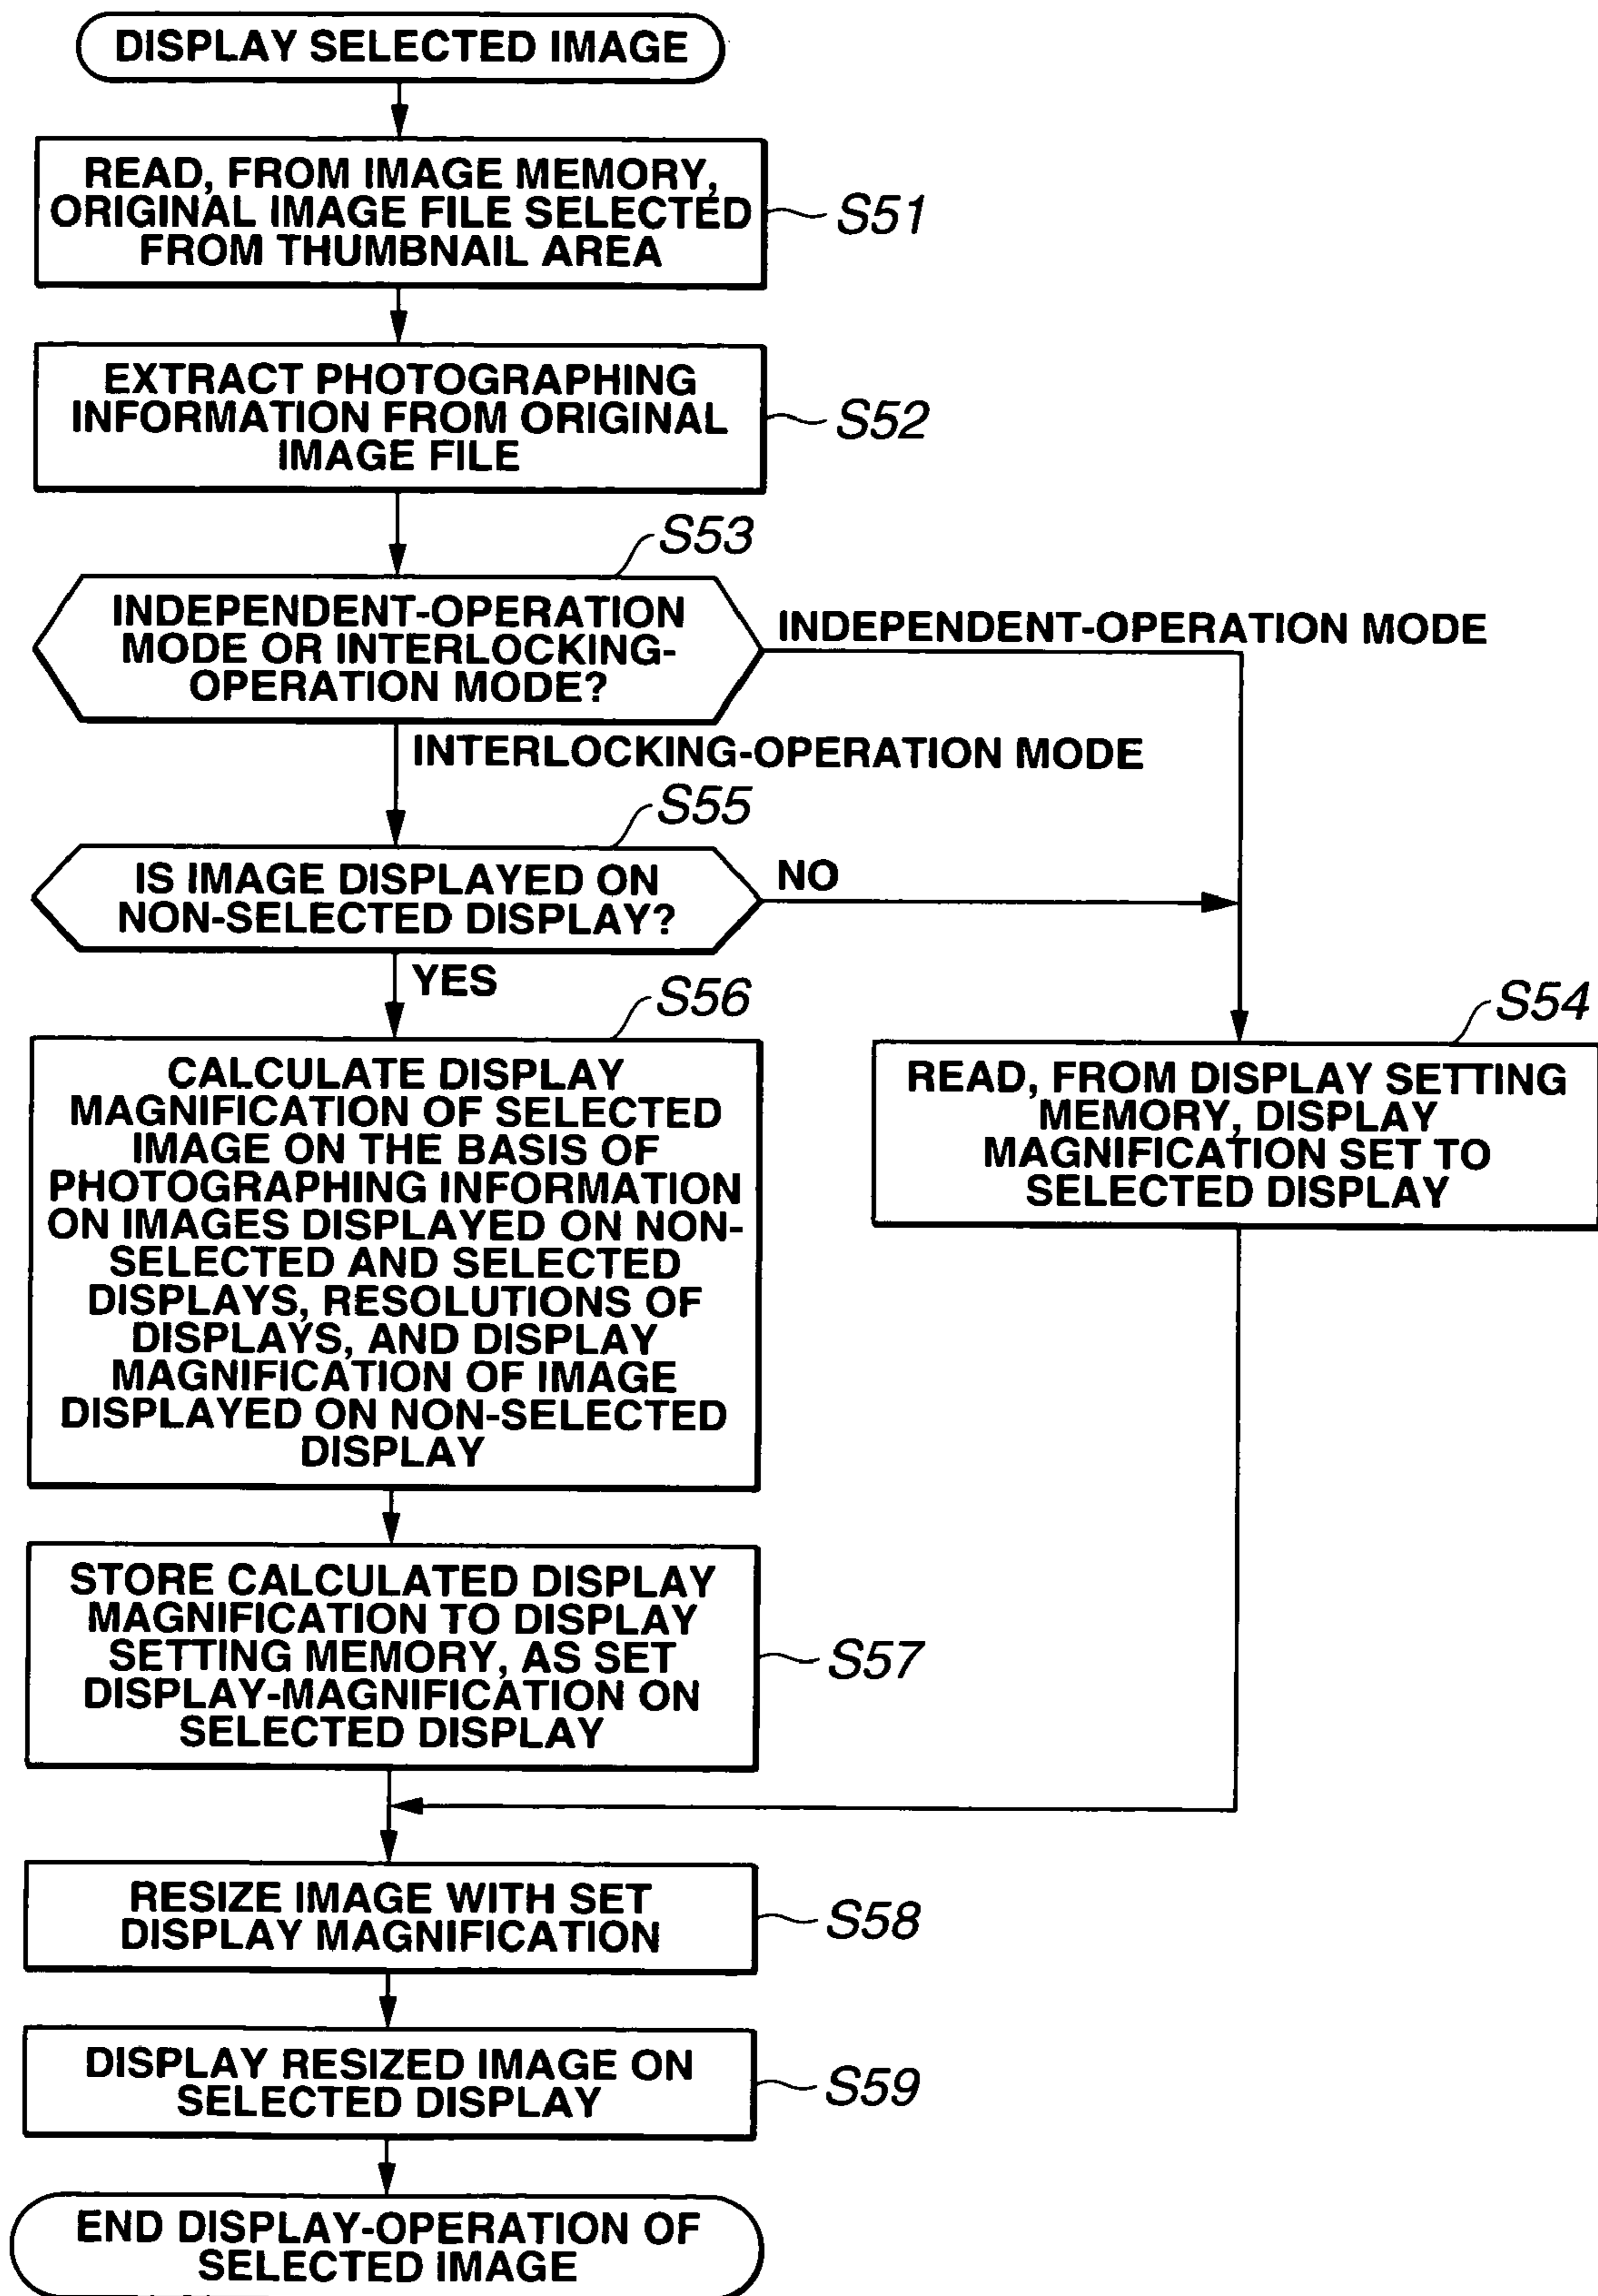 DISPLAY SELECTED IMAGE
READ, FROM IMAGE MEMORY,
ORIGINAL IMAGE FILE SELECTED
FROM THUMBNAIL AREA
S51
EXTRACT PHOTOGRAPHING
INFORMATION FROM ORIGINAL
IMAGE FILE
S52
S53
INDEPENDENT-OPERATION
MODE OR INTERLOCKING-
OPERATION MODE?
INDEPENDENT-OPERATION MODE
INTERLOCKING-OPERATION MODE
S55
IS IMAGE DISPLAYED ON
NON-SELECTED DISPLAY?
NO
YES
S56
CALCULATE DISPLAY
MAGNIFICATION OF SELECTED
IMAGE ON THE BASIS OF
PHOTOGRAPHING INFORMATION
ON IMAGES DISPLAYED ON NON-
SELECTED AND SELECTED
DISPLAYS, RESOLUTIONS OF
DISPLAYS, AND DISPLAY
MAGNIFICATION OF IMAGE
DISPLAYED ON NON-SELECTED
DISPLAY
S54
READ, FROM DISPLAY SETTING
MEMORY, DISPLAY
MAGNIFICATION SET TO
SELECTED DISPLAY
STORE CALCULATED DISPLAY
MAGNIFICATION TO DISPLAY
SETTING MEMORY, AS SET
DISPLAY-MAGNIFICATION ON
SELECTED DISPLAY
S57
RESIZE IMAGE WITH SET
DISPLAY MAGNIFICATION
S58
DISPLAY RESIZED IMAGE ON
SELECTED DISPLAY
S59
END DISPLAY-OPERATION OF
SELECTED IMAGE